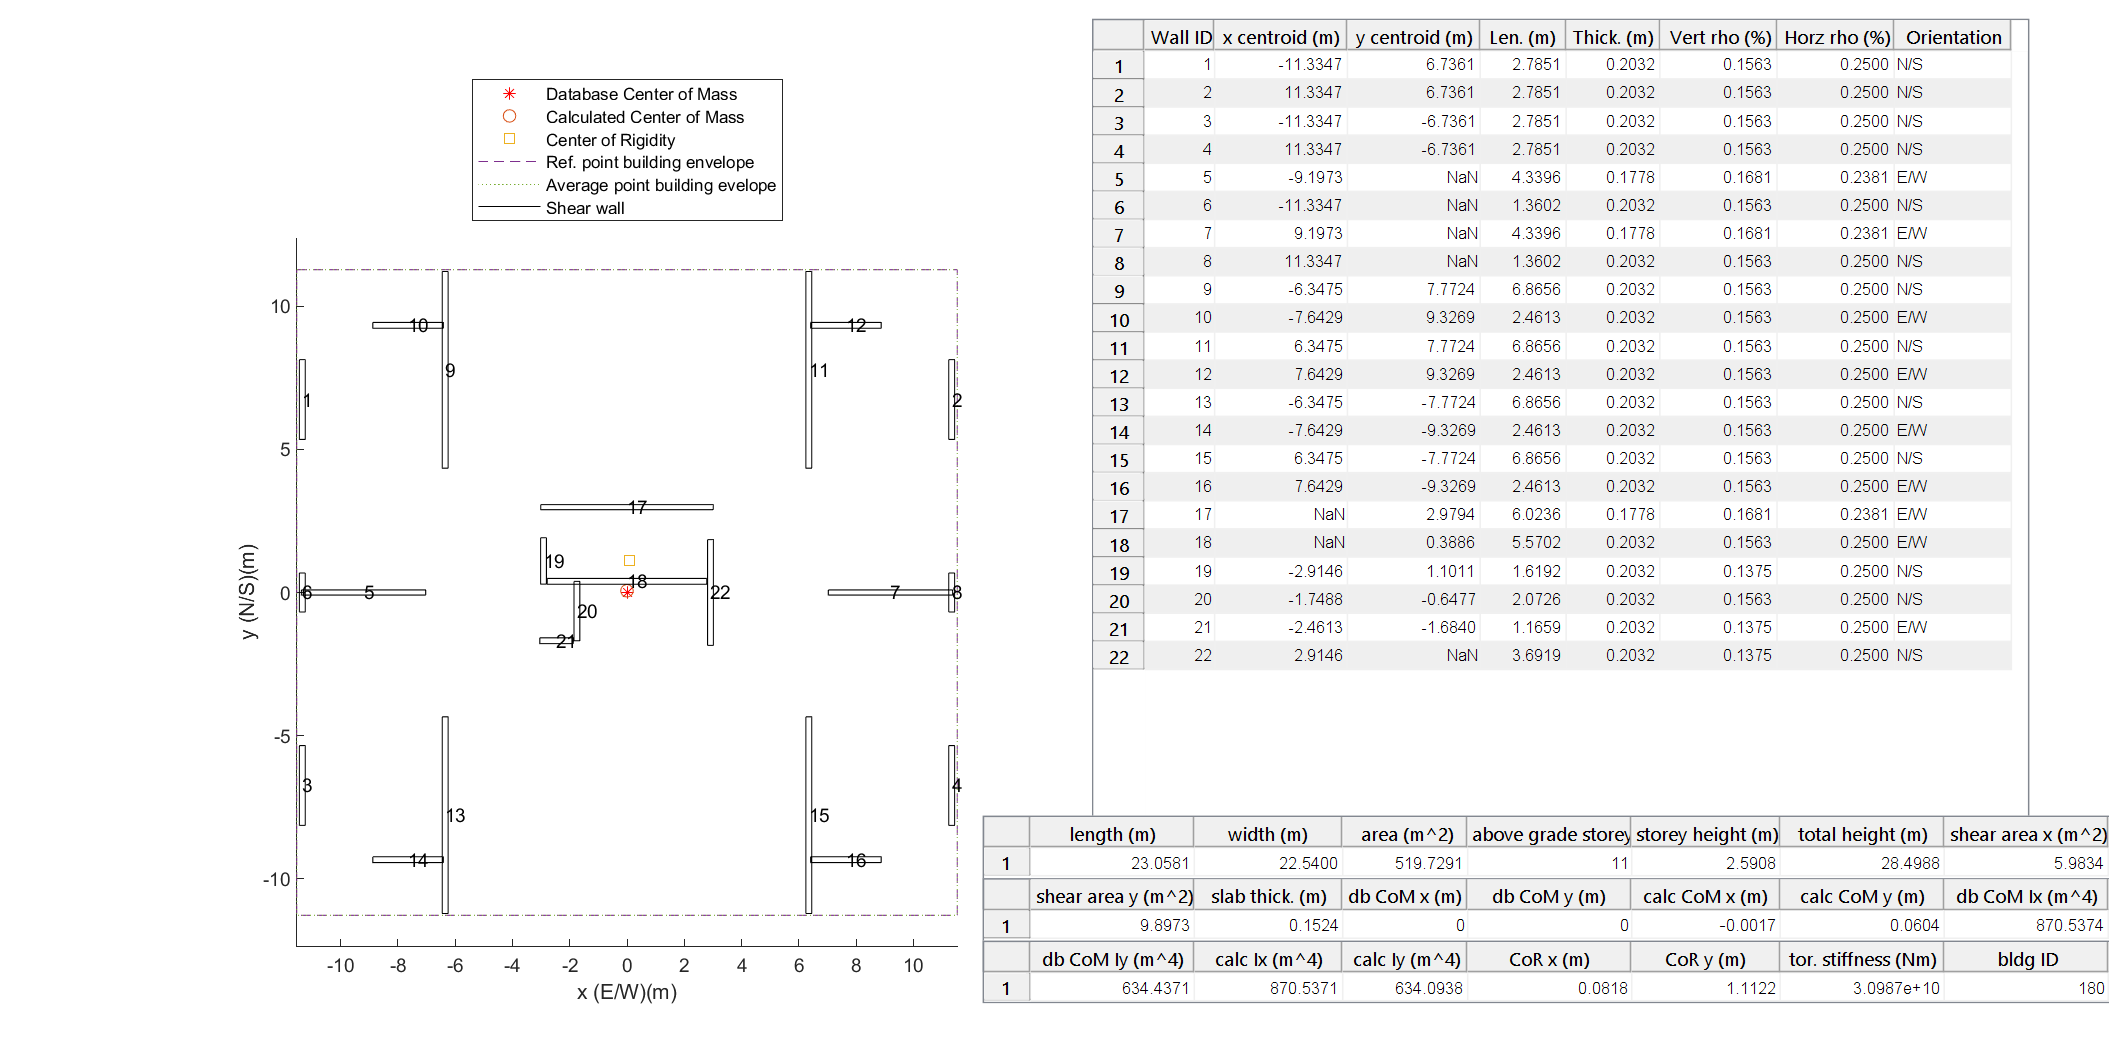 Database Center of Mass
Calculated Center of Mass
Center of Rigidity
Ref. point building envelope
Average point building evelope
Shear wall
10
5
0
-5
-10
y (N/S)(m)
-10 -8 -6 -4 -2 0 2 4 6 8 10
x (E/W)(m)
10
12
9
11
1
2
17
19
18
6
5
20
22
7
8
21
3
4
13
15
14
16
Wall ID x centroid (m) y centroid (m) Len. (m) Thick. (m) Vert rho (%) Horz rho (%) Orientation
1 1 -11.3347 6.7361 2.7851 0.2032 0.1563 0.2500 N/S
2 2 11.3347 6.7361 2.7851 0.2032 0.1563 0.2500 N/S
3 3 -11.3347 -6.7361 2.7851 0.2032 0.1563 0.2500 N/S
4 4 11.3347 -6.7361 2.7851 0.2032 0.1563 0.2500 N/S
5 5 -9.1973 NaN 4.3396 0.1778 0.1681 0.2381 E/W
6 6 -11.3347 NaN 1.3602 0.2032 0.1563 0.2500 N/S
7 7 9.1973 NaN 4.3396 0.1778 0.1681 0.2381 E/W
8 8 11.3347 NaN 1.3602 0.2032 0.1563 0.2500 N/S
9 9 -6.3475 7.7724 6.8656 0.2032 0.1563 0.2500 N/S
10 10 -7.6429 9.3269 2.4613 0.2032 0.1563 0.2500 E/W
11 11 6.3475 7.7724 6.8656 0.2032 0.1563 0.2500 N/S
12 12 7.6429 9.3269 2.4613 0.2032 0.1563 0.2500 E/W
13 13 -6.3475 -7.7724 6.8656 0.2032 0.1563 0.2500 N/S
14 14 -7.6429 -9.3269 2.4613 0.2032 0.1563 0.2500 E/W
15 15 6.3475 -7.7724 6.8656 0.2032 0.1563 0.2500 N/S
16 16 7.6429 -9.3269 2.4613 0.2032 0.1563 0.2500 E/W
17 17 NaN 2.9794 6.0236 0.1778 0.1681 0.2381 E/W
18 18 NaN 0.3886 5.5702 0.2032 0.1563 0.2500 E/W
19 19 -2.9146 1.1011 1.6192 0.2032 0.1375 0.2500 N/S
20 20 -1.7488 -0.6477 2.0726 0.2032 0.1563 0.2500 N/S
21 21 -2.4613 -1.6840 1.1659 0.2032 0.1375 0.2500 E/W
22 22 2.9146 NaN 3.6919 0.2032 0.1375 0.2500 N/S
length (m) width (m) area (m^2) above grade storey storey height (m) total height (m) shear area x (m^2)
1 23.0581 22.5400 519.7291 11 2.5908 28.4988 5.9834
shear area y (m^2) slab thick. (m) db CoM x (m) db CoM y (m) calc CoM x (m) calc CoM y (m) db CoM Ix (m^4)
1 9.8973 0.1524 0 0 -0.0017 0.0604 870.5374
db CoM Iy (m^4) calc Ix (m^4) calc Iy (m^4) CoR x (m) CoR y (m) tor. stiffness (Nm) bldg ID
1 634.4371 870.5371 634.0938 0.0818 1.1122 3.0987e+10 180